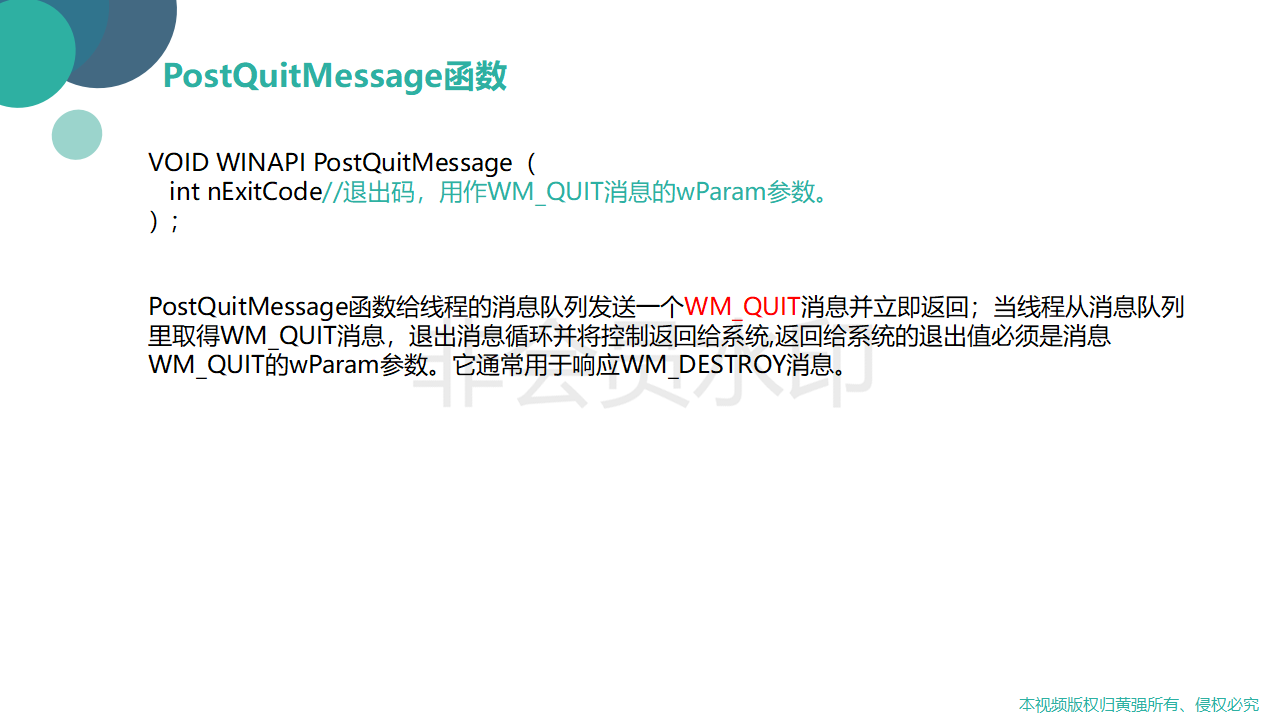 PostQuitMessage函数
VOID WINAPI PostQuitMessage（
int nExitCode//退出码，用作WM_QUIT消息的wParam参数。
）;
PostQuitMessage函数给线程的消息队列发送一个WM_QUIT消息并立即返回；当线程从消息队列
里取得WM_QUIT消息，退出消息循环并将控制返回给系统,返回给系统的退出值必须是消息
WM_QUIT的wParam参数。它通常用于响应WM_DESTROY消息。
非会员水印
本视频版权归黄强所有、侵权必究